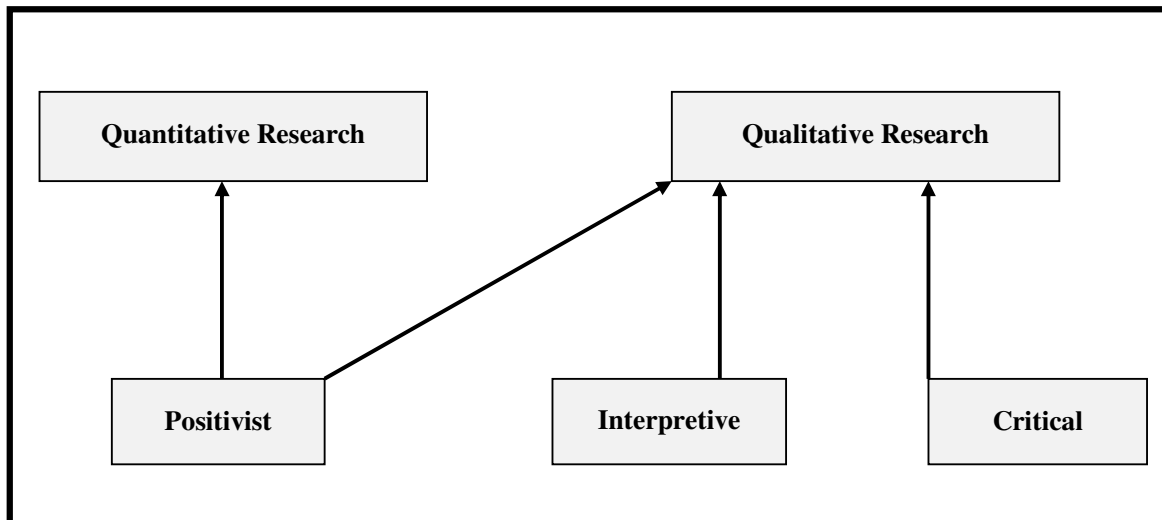 Quantitative Research
Qualitative Research
Positivist
Interpretive
Critical